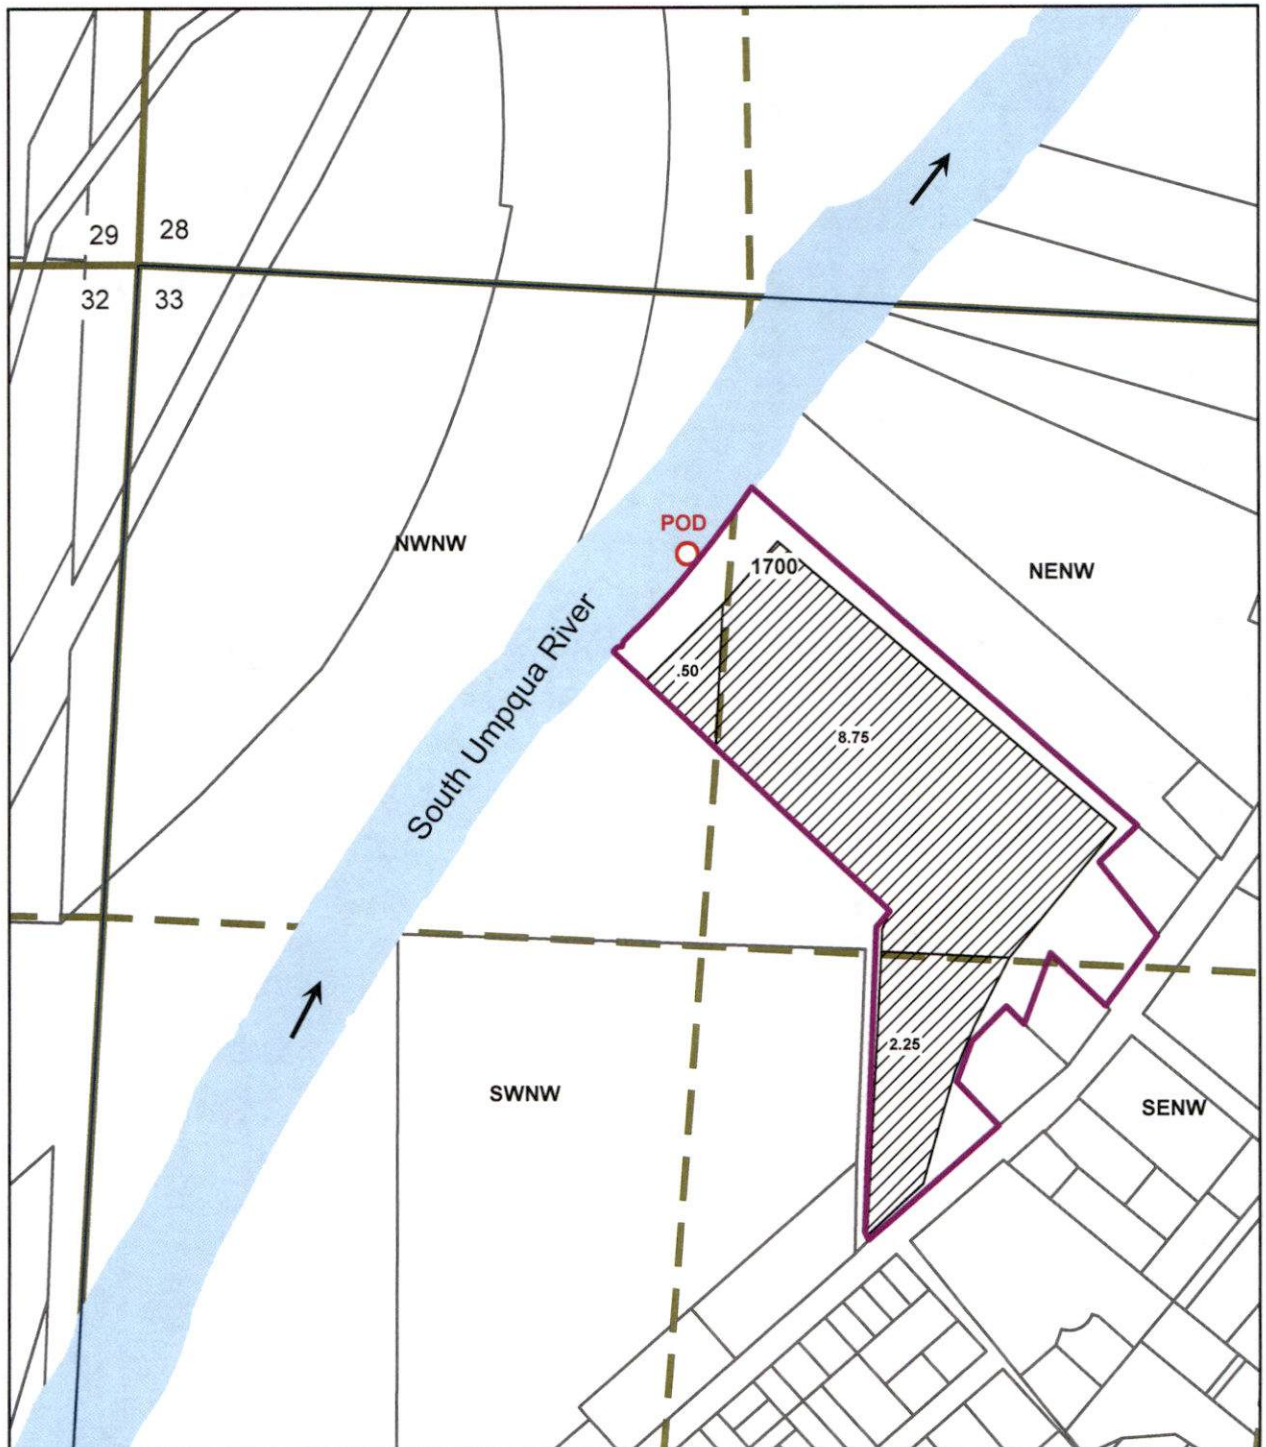 29 28
32 33
POD
NWNW
1700
NENW
.50
8.75
South Umpqua River
2.25
SWNW
SENW